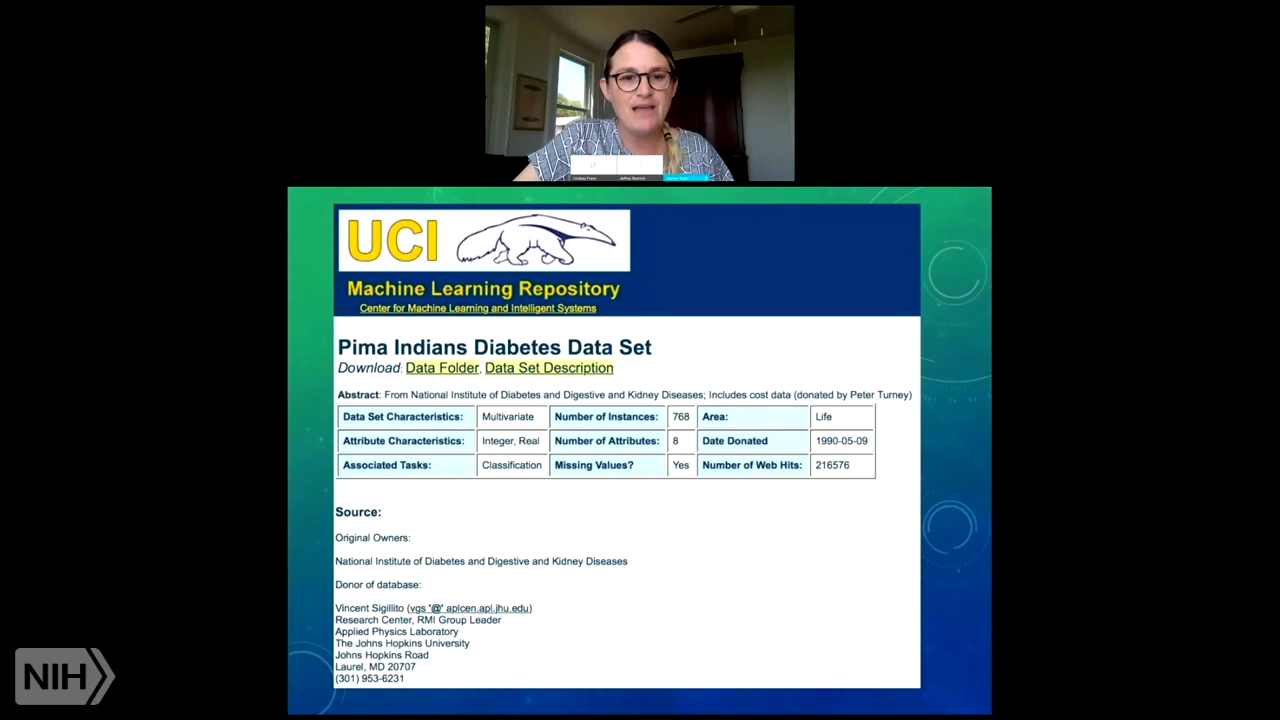 Lindsay Franz Jeffrey Reznick
UCI
Machine Learning Repository
Center for Machine Learning and Intelligent Systems
Pima Indians Diabetes Data Set
Download: Data Folder, Data Set Description
Abstract: From National Institute of Diabetes and Digestive and Kidney Diseases; Includes cost data (donated by Peter Turney)
Data Set Characteristics: Multivariate Number of Instances: 768 Area: Life
Attribute Characteristics: Integer, Real Number of Attributes: 8 Date Donated 1990-05-09
Associated Tasks: Classification Missing Values? Yes Number of Web Hits: 216576
Source:
Original Owners:
National Institute of Diabetes and Digestive and Kidney Diseases
Donor of database:
Vincent Sigillito (vgs '@' aplcen.apl.jhu.edu)
Research Center, RMI Group Leader
Applied Physics Laboratory
The Johns Hopkins University
Johns Hopkins Road
Laurel, MD 20707
(301) 953-6231
NIH